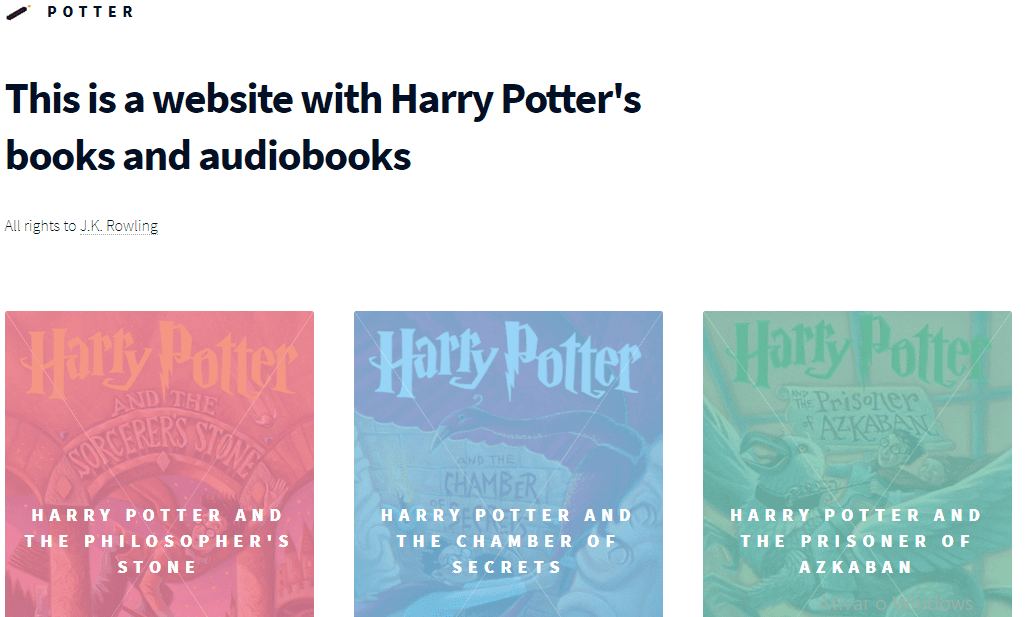 POTTER
This is a website with Harry Potter's
books and audiobooks
All rights to J.K. Rowling
Harry Potter
AND THE
SORCERER'S STONE
HARRY POTTER AND
THE PHILOSOPHER'S
STONE
Harry Potter
AND THE
CHAMBER
OF
HARRY POTTER AND
THE CHAMBER OF
SECRETS
Harry Potter
AND THE Prisoner
of AZKABAN
HARRY POTTER AND
THE PRISONER OF
AZKABAN
Ativar o Windows